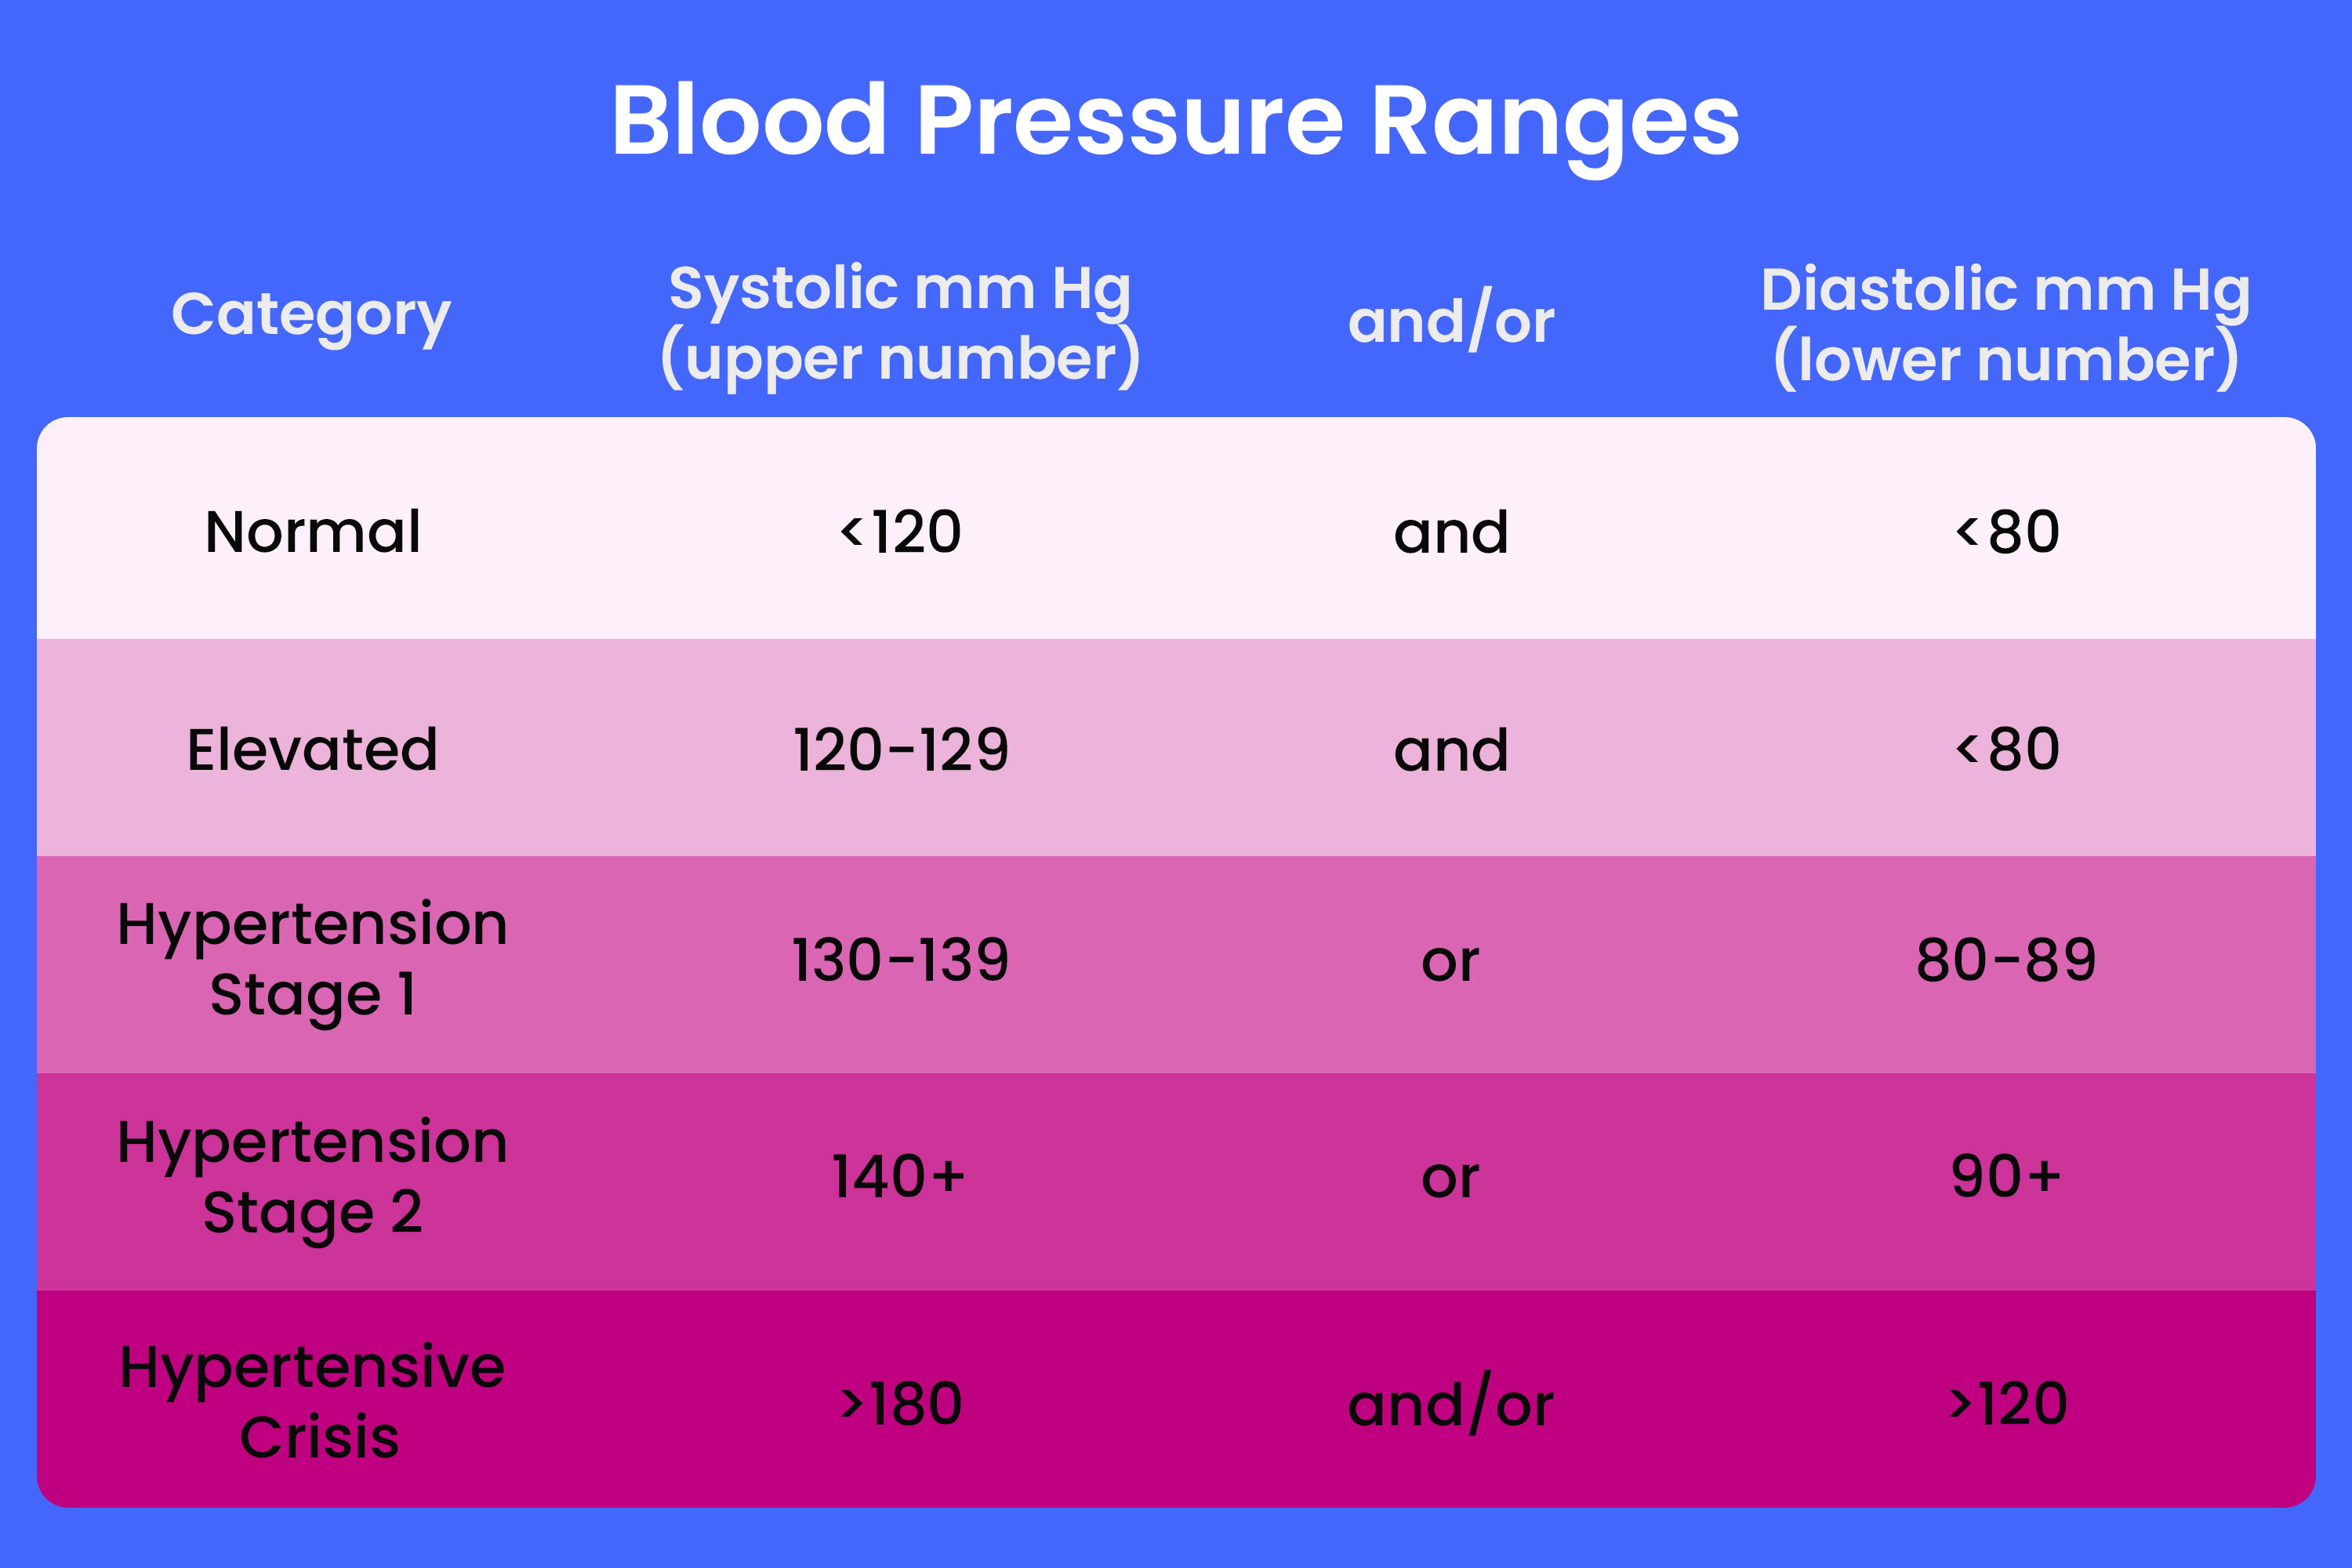 Blood Pressure Ranges
Category
Systolic mm Hg
(upper number)
and/or
Diastolic mm Hg
(lower number)
Normal
<120
and
<80
Elevated
120-129
and
<80
Hypertension
Stage 1
130-139
or
80-89
Hypertension
Stage 2
140+
or
90+
Hypertensive
Crisis
>180
and/or
>120